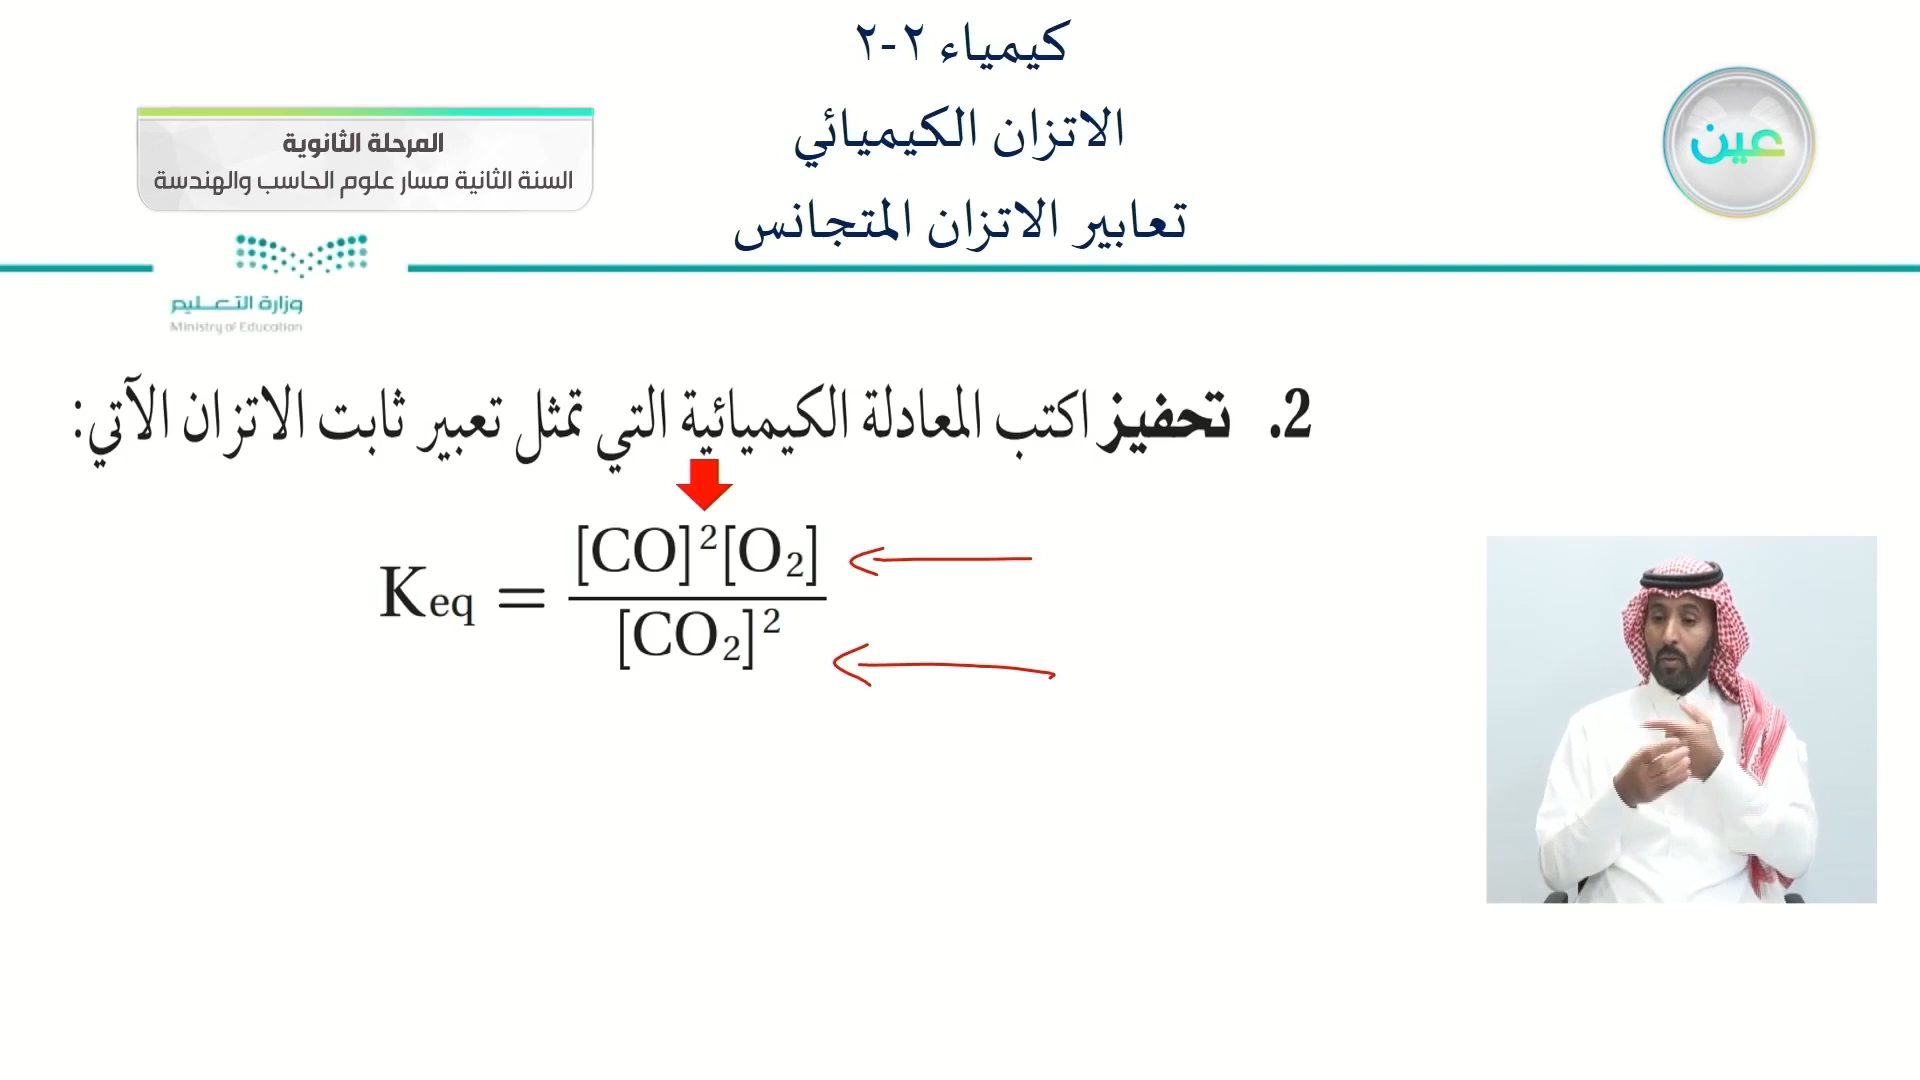 كيمياء ٢-٢
الاتزان الكيميائي
تعابير الاتزان المتجانس
عين
المرحلة الثانوية
السنة الثانية مسار علوم الحاسب والهندسة
وزارة التعليم
Ministry of Education
2. تحفيز اكتب المعادلة الكيميائية التي تمثل تعبير ثابت الاتزان الآتي:
Keq = [CO]²[O₂] / [CO₂]²